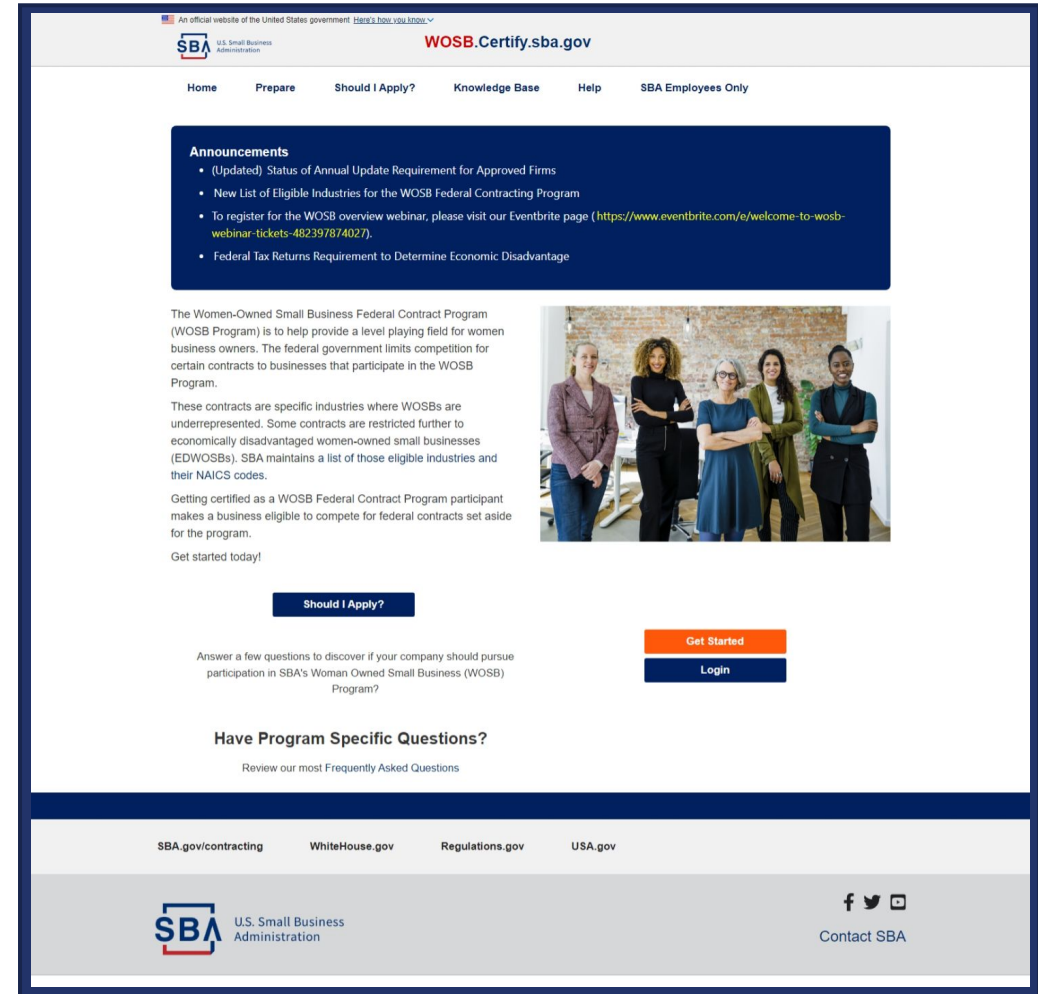 An official website of the United States government Here's how you know
SBA U.S. Small Business
Administration
WOSB.Certify.sba.gov
Home Prepare Should I Apply? Knowledge Base Help SBA Employees Only
Announcements
• (Updated) Status of Annual Update Requirement for Approved Firms
• New List of Eligible Industries for the WOSB Federal Contracting Program
• To register for the WOSB overview webinar, please visit our Eventbrite page (https://www.eventbrite.com/e/welcome-to-wosb-
webinar-tickets-482397874027).
• Federal Tax Returns Requirement to Determine Economic Disadvantage
The Women-Owned Small Business Federal Contract Program
(WOSB Program) is to help provide a level playing field for women
business owners. The federal government limits competition for
certain contracts to businesses that participate in the WOSB
Program.
These contracts are specific industries where WOSBs are
underrepresented. Some contracts are restricted further to
economically disadvantaged women-owned small businesses
(EDWOSBs). SBA maintains a list of those eligible industries and
their NAICS codes.
Getting certified as a WOSB Federal Contract Program participant
makes a business eligible to compete for federal contracts set aside
for the program.
Get started today!
Should I Apply?
Answer a few questions to discover if your company should pursue
participation in SBA's Woman Owned Small Business (WOSB)
Program?
Get Started
Login
Have Program Specific Questions?
Review our most Frequently Asked Questions
SBA.gov/contracting WhiteHouse.gov Regulations.gov USA.gov
SBA U.S. Small Business
Administration
Contact SBA